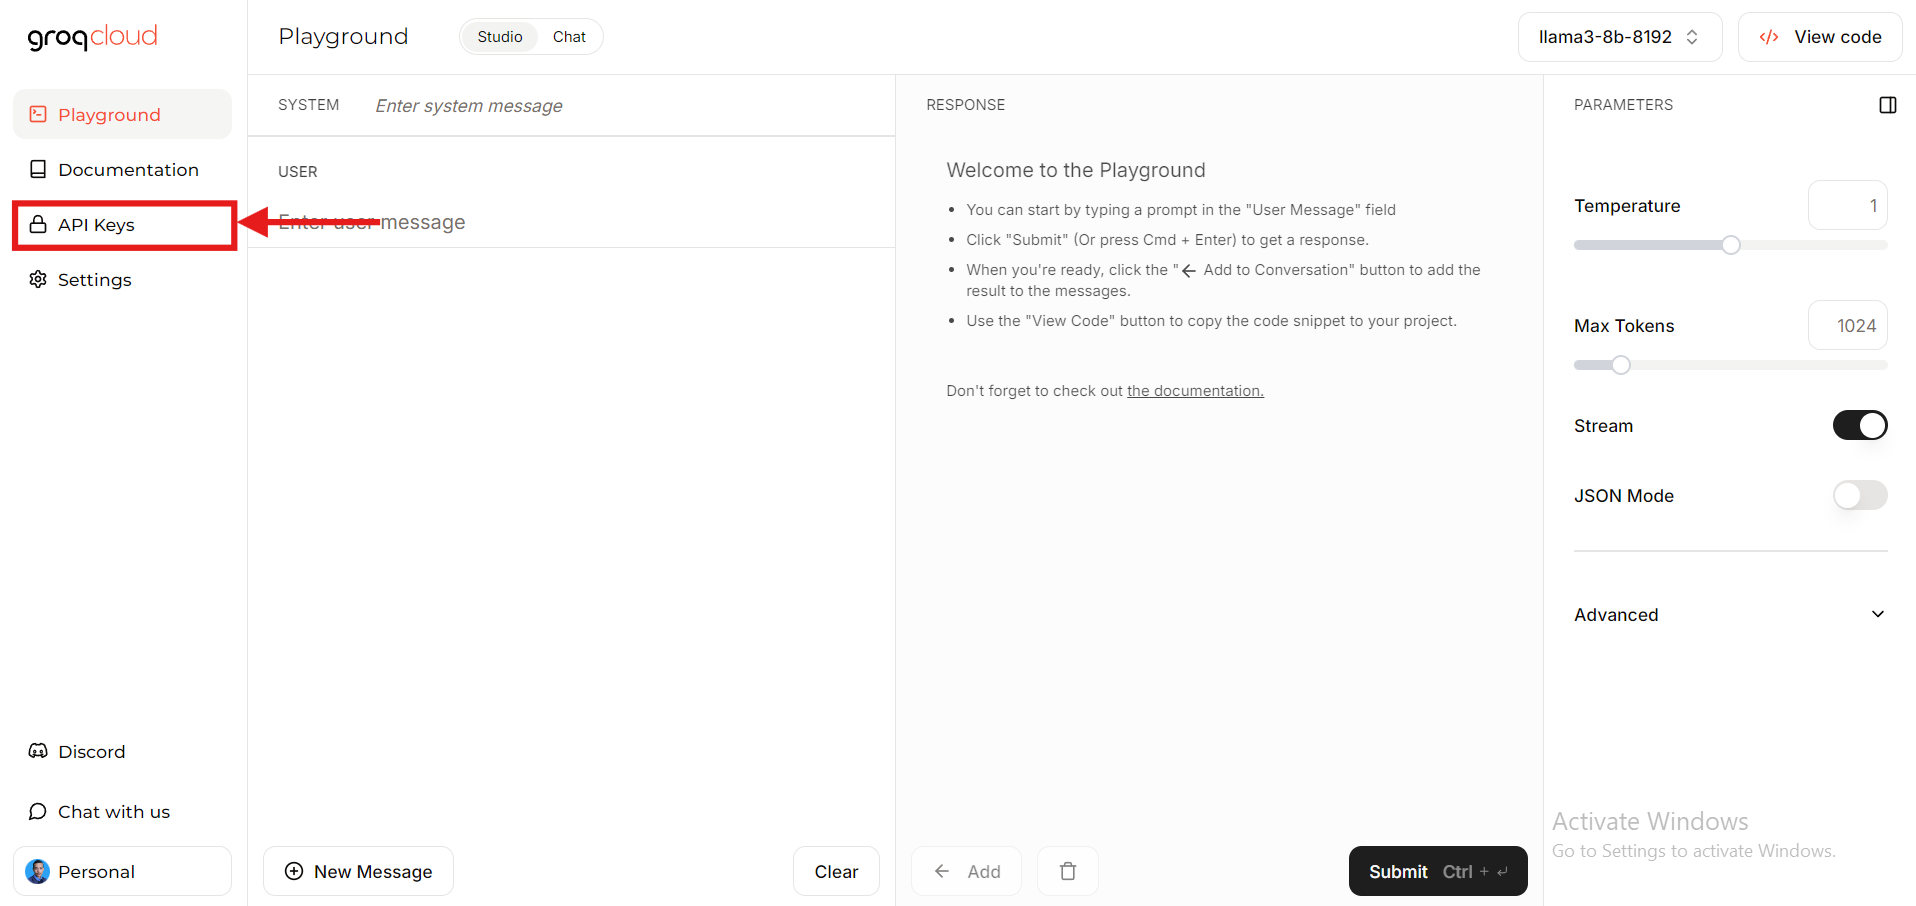 groqcloud
Playground
Documentation
API Keys
Settings
Discord
Chat with us
Personal
Playground
Studio
Chat
llama3-8b-8192
</> View code
SYSTEM
Enter system message
USER
Enter user message
New Message
Clear
RESPONSE
Welcome to the Playground
• You can start by typing a prompt in the "User Message" field
• Click "Submit" (Or press Cmd + Enter) to get a response.
• When you're ready, click the "← Add to Conversation" button to add the
result to the messages.
• Use the "View Code" button to copy the code snippet to your project.
Don't forget to check out the documentation.
← Add
Submit Ctrl + ↵
PARAMETERS
Temperature
1
Max Tokens
1024
Stream
JSON Mode
Advanced
Activate Windows
Go to Settings to activate Windows.